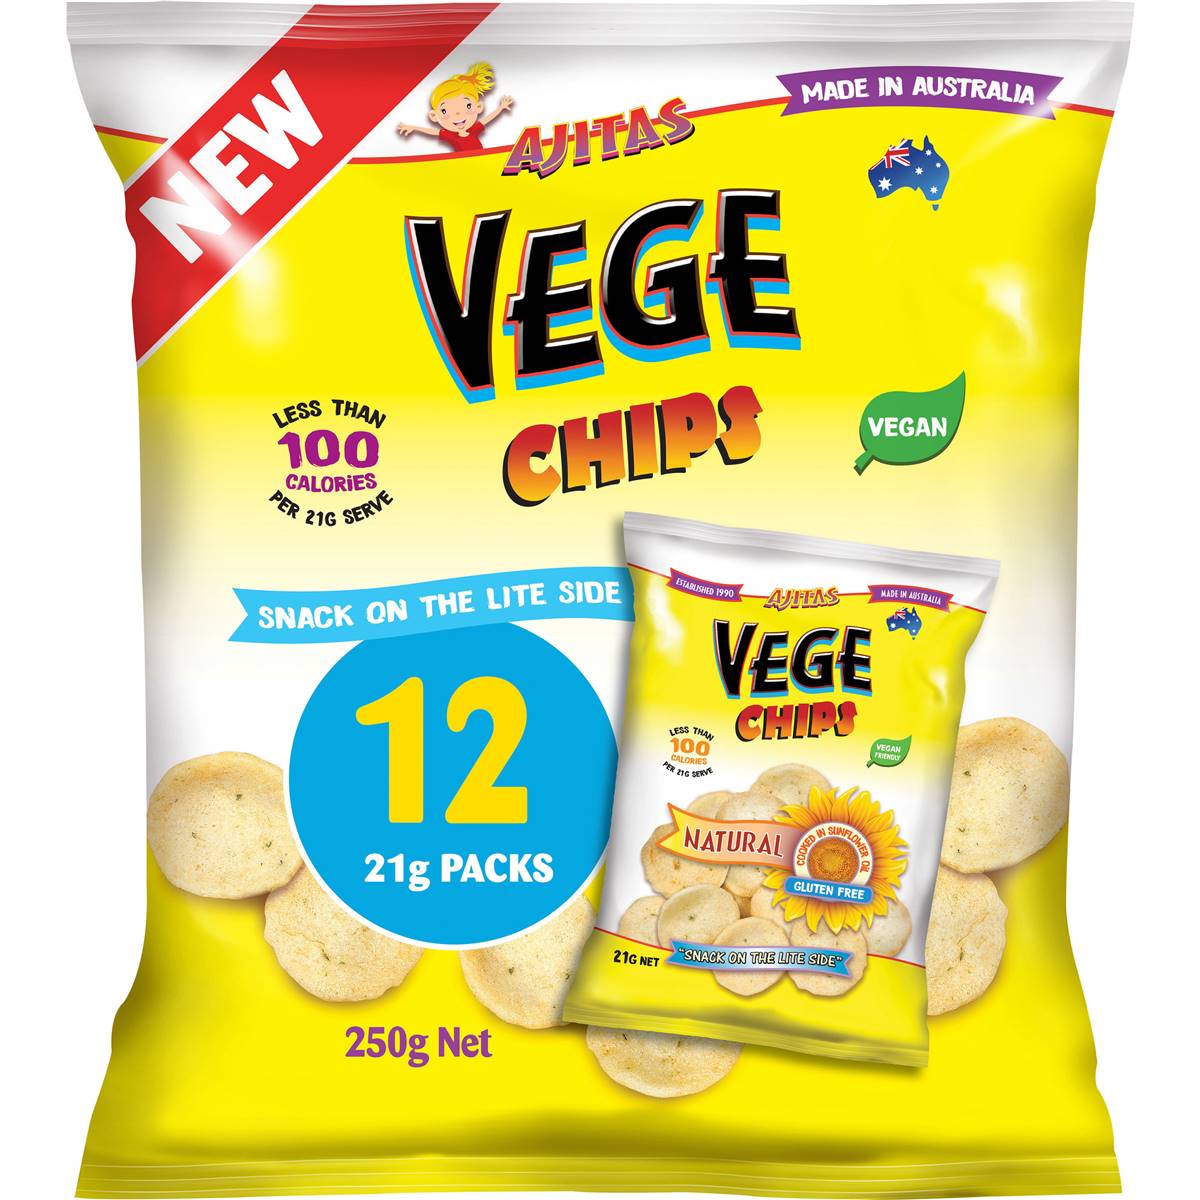 NEW
AJITAS
MADE IN AUSTRALIA
VEGE
CHIPS
LESS THAN
100
CALORIES
PER 21G SERVE
VEGAN
SNACK ON THE LITE SIDE
12
21g PACKS
250g Net
ESTABLISHED 1990
AJITAS
MADE IN AUSTRALIA
VEGE
CHIPS
LESS THAN
100
CALORIES
PER 21G SERVE
VEGAN
FRIENDLY
NATURAL
COOKED IN SUNFLOWER OIL
GLUTEN FREE
21G NET
"SNACK ON THE LITE SIDE"